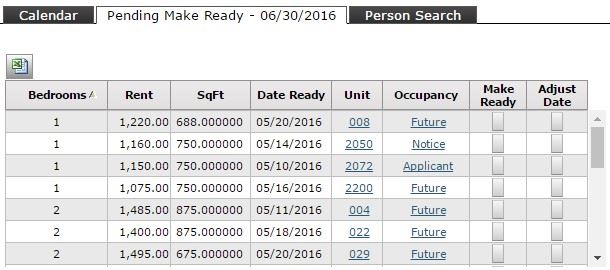 Calendar Pending Make Ready - 06/30/2016 Person Search
Bedrooms Rent SqFt Date Ready Unit Occupancy Make Ready Adjust Date
1 1,220.00 688.000000 05/20/2016 008 Future
1 1,160.00 750.000000 05/14/2016 2050 Notice
1 1,150.00 750.000000 05/10/2016 2072 Applicant
1 1,075.00 750.000000 05/16/2016 2200 Future
2 1,485.00 875.000000 05/11/2016 004 Future
2 1,400.00 875.000000 05/18/2016 022 Future
2 1,495.00 675.000000 05/20/2016 029 Future